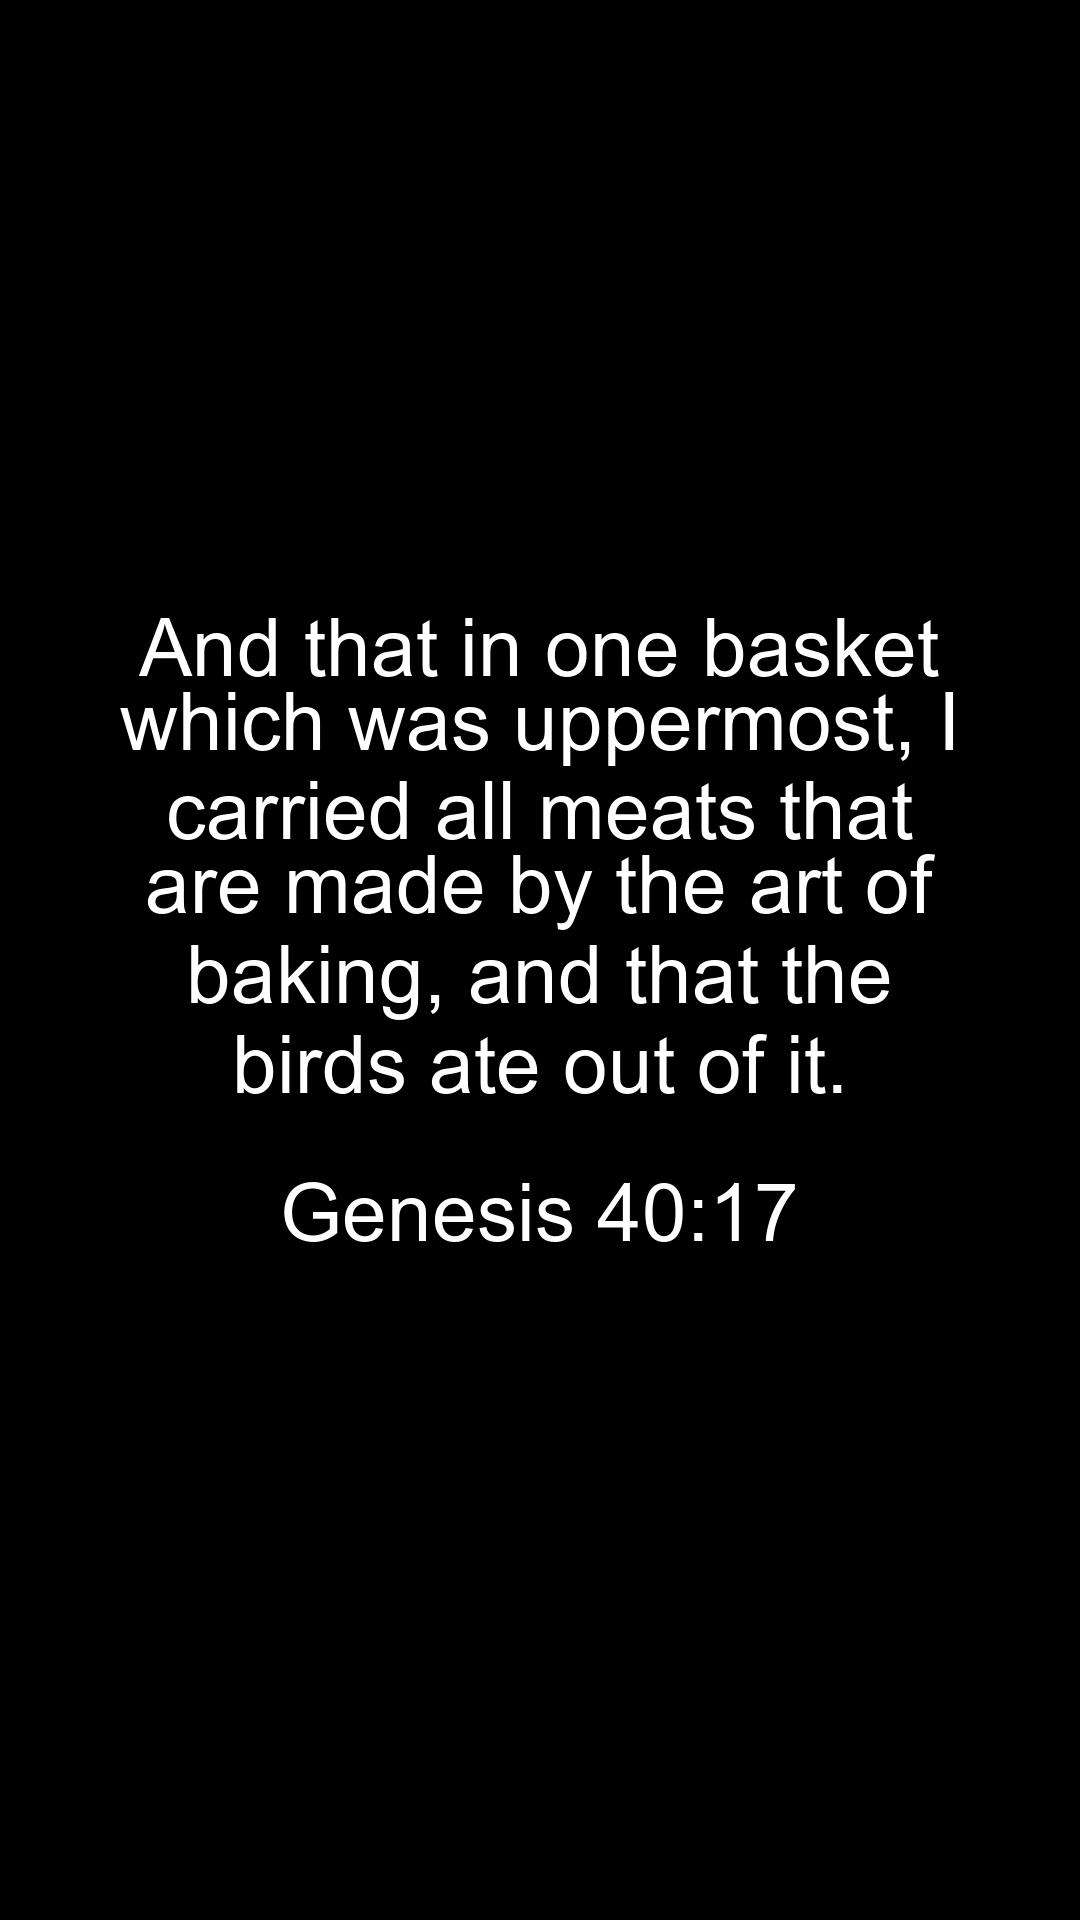 And that in one basket
which was uppermost, I
carried all meats that
are made by the art of
baking, and that the
birds ate out of it.
Genesis 40:17